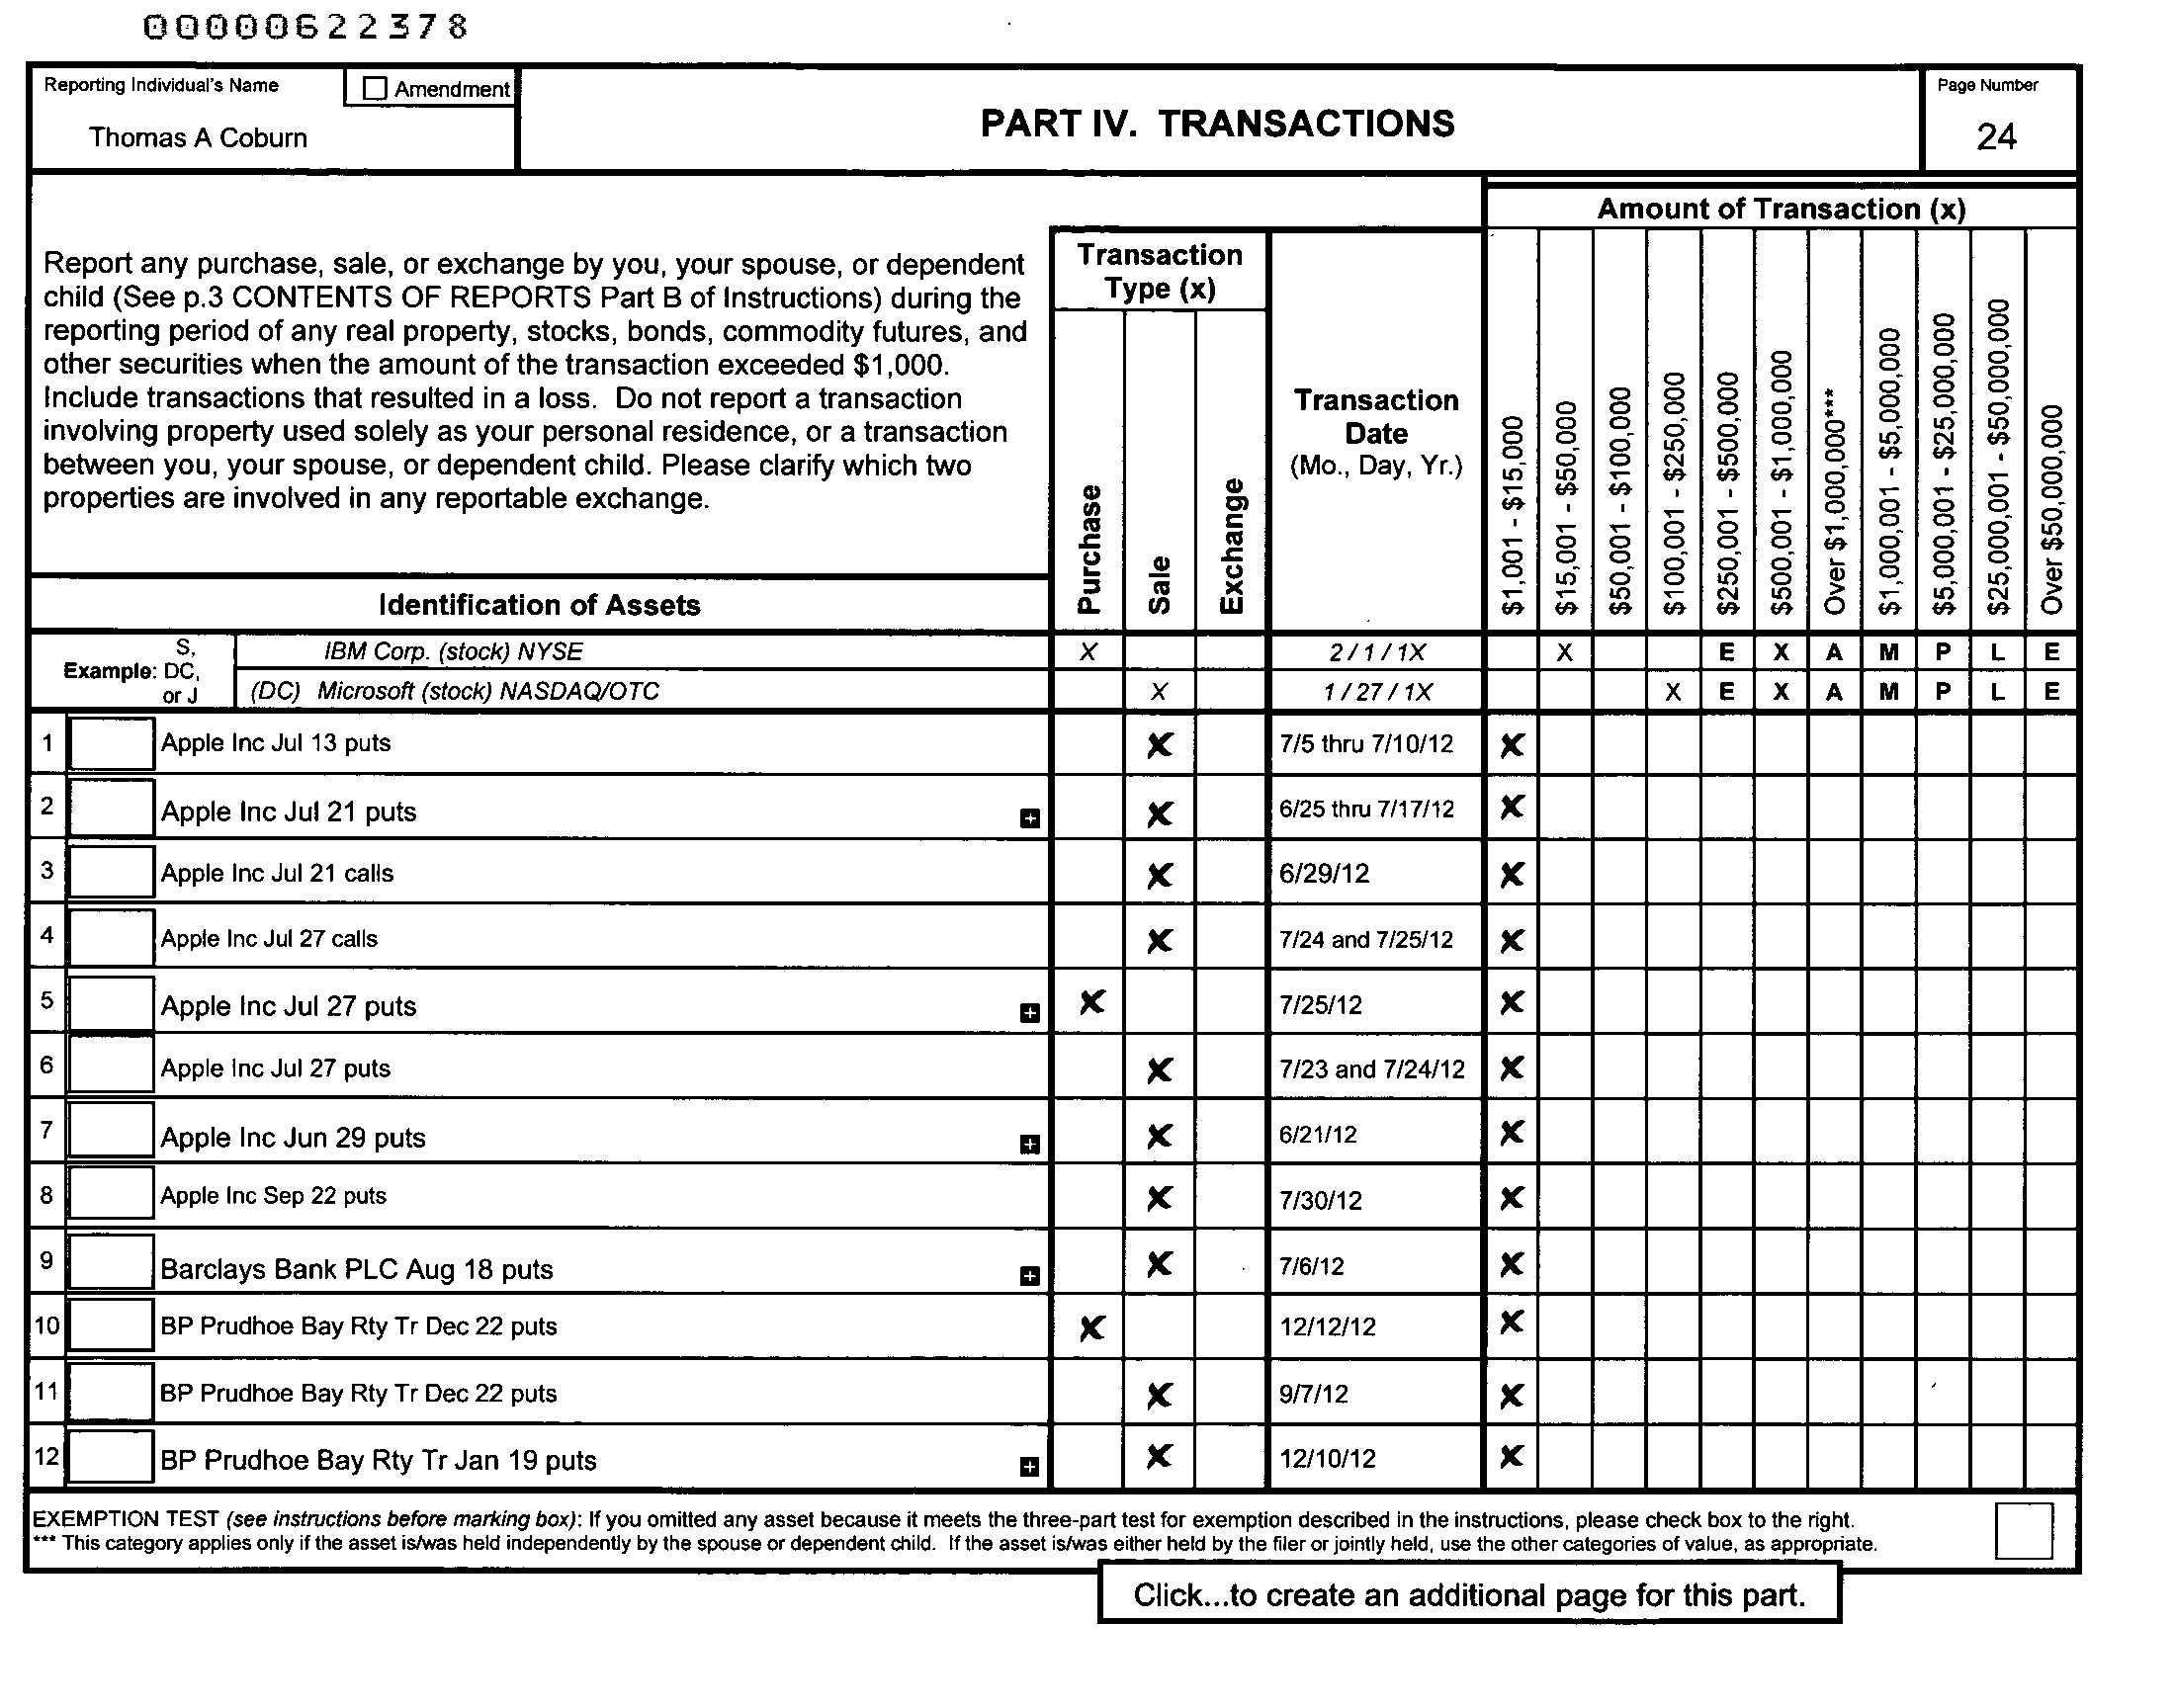 00000622378
Reporting Individual's Name
Amendment
Thomas A Coburn
PART IV. TRANSACTIONS
Page Number
24
Report any purchase, sale, or exchange by you, your spouse, or dependent
child (See p.3 CONTENTS OF REPORTS Part B of Instructions) during the
reporting period of any real property, stocks, bonds, commodity futures, and
other securities when the amount of the transaction exceeded $1,000.
Include transactions that resulted in a loss. Do not report a transaction
involving property used solely as your personal residence, or a transaction
between you, your spouse, or dependent child. Please clarify which two
properties are involved in any reportable exchange.
Identification of Assets
Transaction
Type (x)
Purchase
Sale
Exchange
Transaction
Date
(Mo., Day, Yr.)
Amount of Transaction (x)
$1,001 - $15,000
$15,001 - $50,000
$50,001 - $100,000
$100,001 - $250,000
$250,001 - $500,000
$500,001 - $1,000,000
Over $1,000,000***
$1,000,001 - $5,000,000
$5,000,001 - $25,000,000
$25,000,001 - $50,000,000
Over $50,000,000
Example: S, DC, or J
IBM Corp. (stock) NYSE X 2 / 1 / 1X X E X A M P L E
(DC) Microsoft (stock) NASDAQ/OTC X 1 / 27 / 1X X E X A M P L E
1 Apple Inc Jul 13 puts X 7/5 thru 7/10/12 X
2 Apple Inc Jul 21 puts + X 6/25 thru 7/17/12 X
3 Apple Inc Jul 21 calls X 6/29/12 X
4 Apple Inc Jul 27 calls X 7/24 and 7/25/12 X
5 Apple Inc Jul 27 puts + X 7/25/12 X
6 Apple Inc Jul 27 puts X 7/23 and 7/24/12 X
7 Apple Inc Jun 29 puts + X 6/21/12 X
8 Apple Inc Sep 22 puts X 7/30/12 X
9 Barclays Bank PLC Aug 18 puts + X 7/6/12 X
10 BP Prudhoe Bay Rty Tr Dec 22 puts X 12/12/12 X
11 BP Prudhoe Bay Rty Tr Dec 22 puts X 9/7/12 X
12 BP Prudhoe Bay Rty Tr Jan 19 puts + X 12/10/12 X
EXEMPTION TEST (see instructions before marking box): If you omitted any asset because it meets the three-part test for exemption described in the instructions, please check box to the right.
*** This category applies only if the asset is/was held independently by the spouse or dependent child. If the asset is/was either held by the filer or jointly held, use the other categories of value, as appropriate.
Click...to create an additional page for this part.